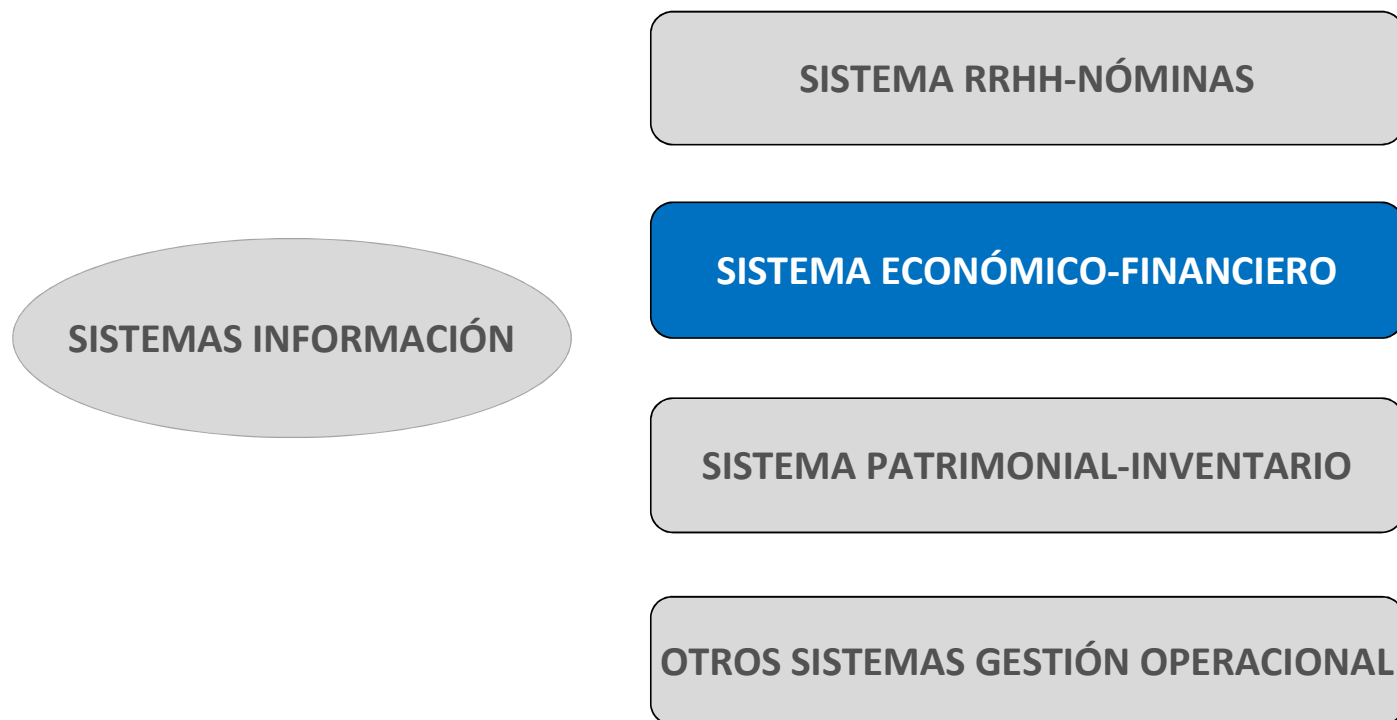 SISTEMA RRHH-NÓMINAS
SISTEMA ECONÓMICO-FINANCIERO
SISTEMAS INFORMACIÓN
SISTEMA PATRIMONIAL-INVENTARIO
OTROS SISTEMAS GESTIÓN OPERACIONAL